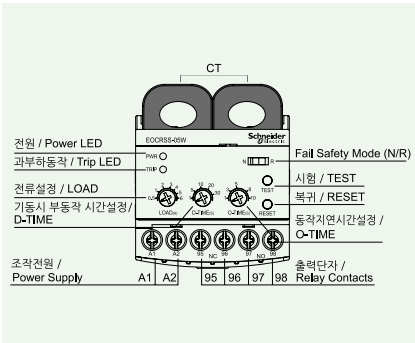 CT
Schneider
Electric
EOCRSS-05W
전원 / Power LED
PWR
N R
Fail Safety Mode (N/R)
과부하동작 / Trip LED
TRIP
시험 / TEST
TEST
전류설정 / LOAD
LOAD(A)
D-TIME(S)
O-TIME(S)
복귀 / RESET
RESET
기동시 부동작 시간설정/
D-TIME
동작지연시간설정 /
O-TIME
A1 A2 95 NC 96 97 NO 98
조작전원 /
Power Supply
A1 A2 95 96 97 98
출력단자 /
Relay Contacts